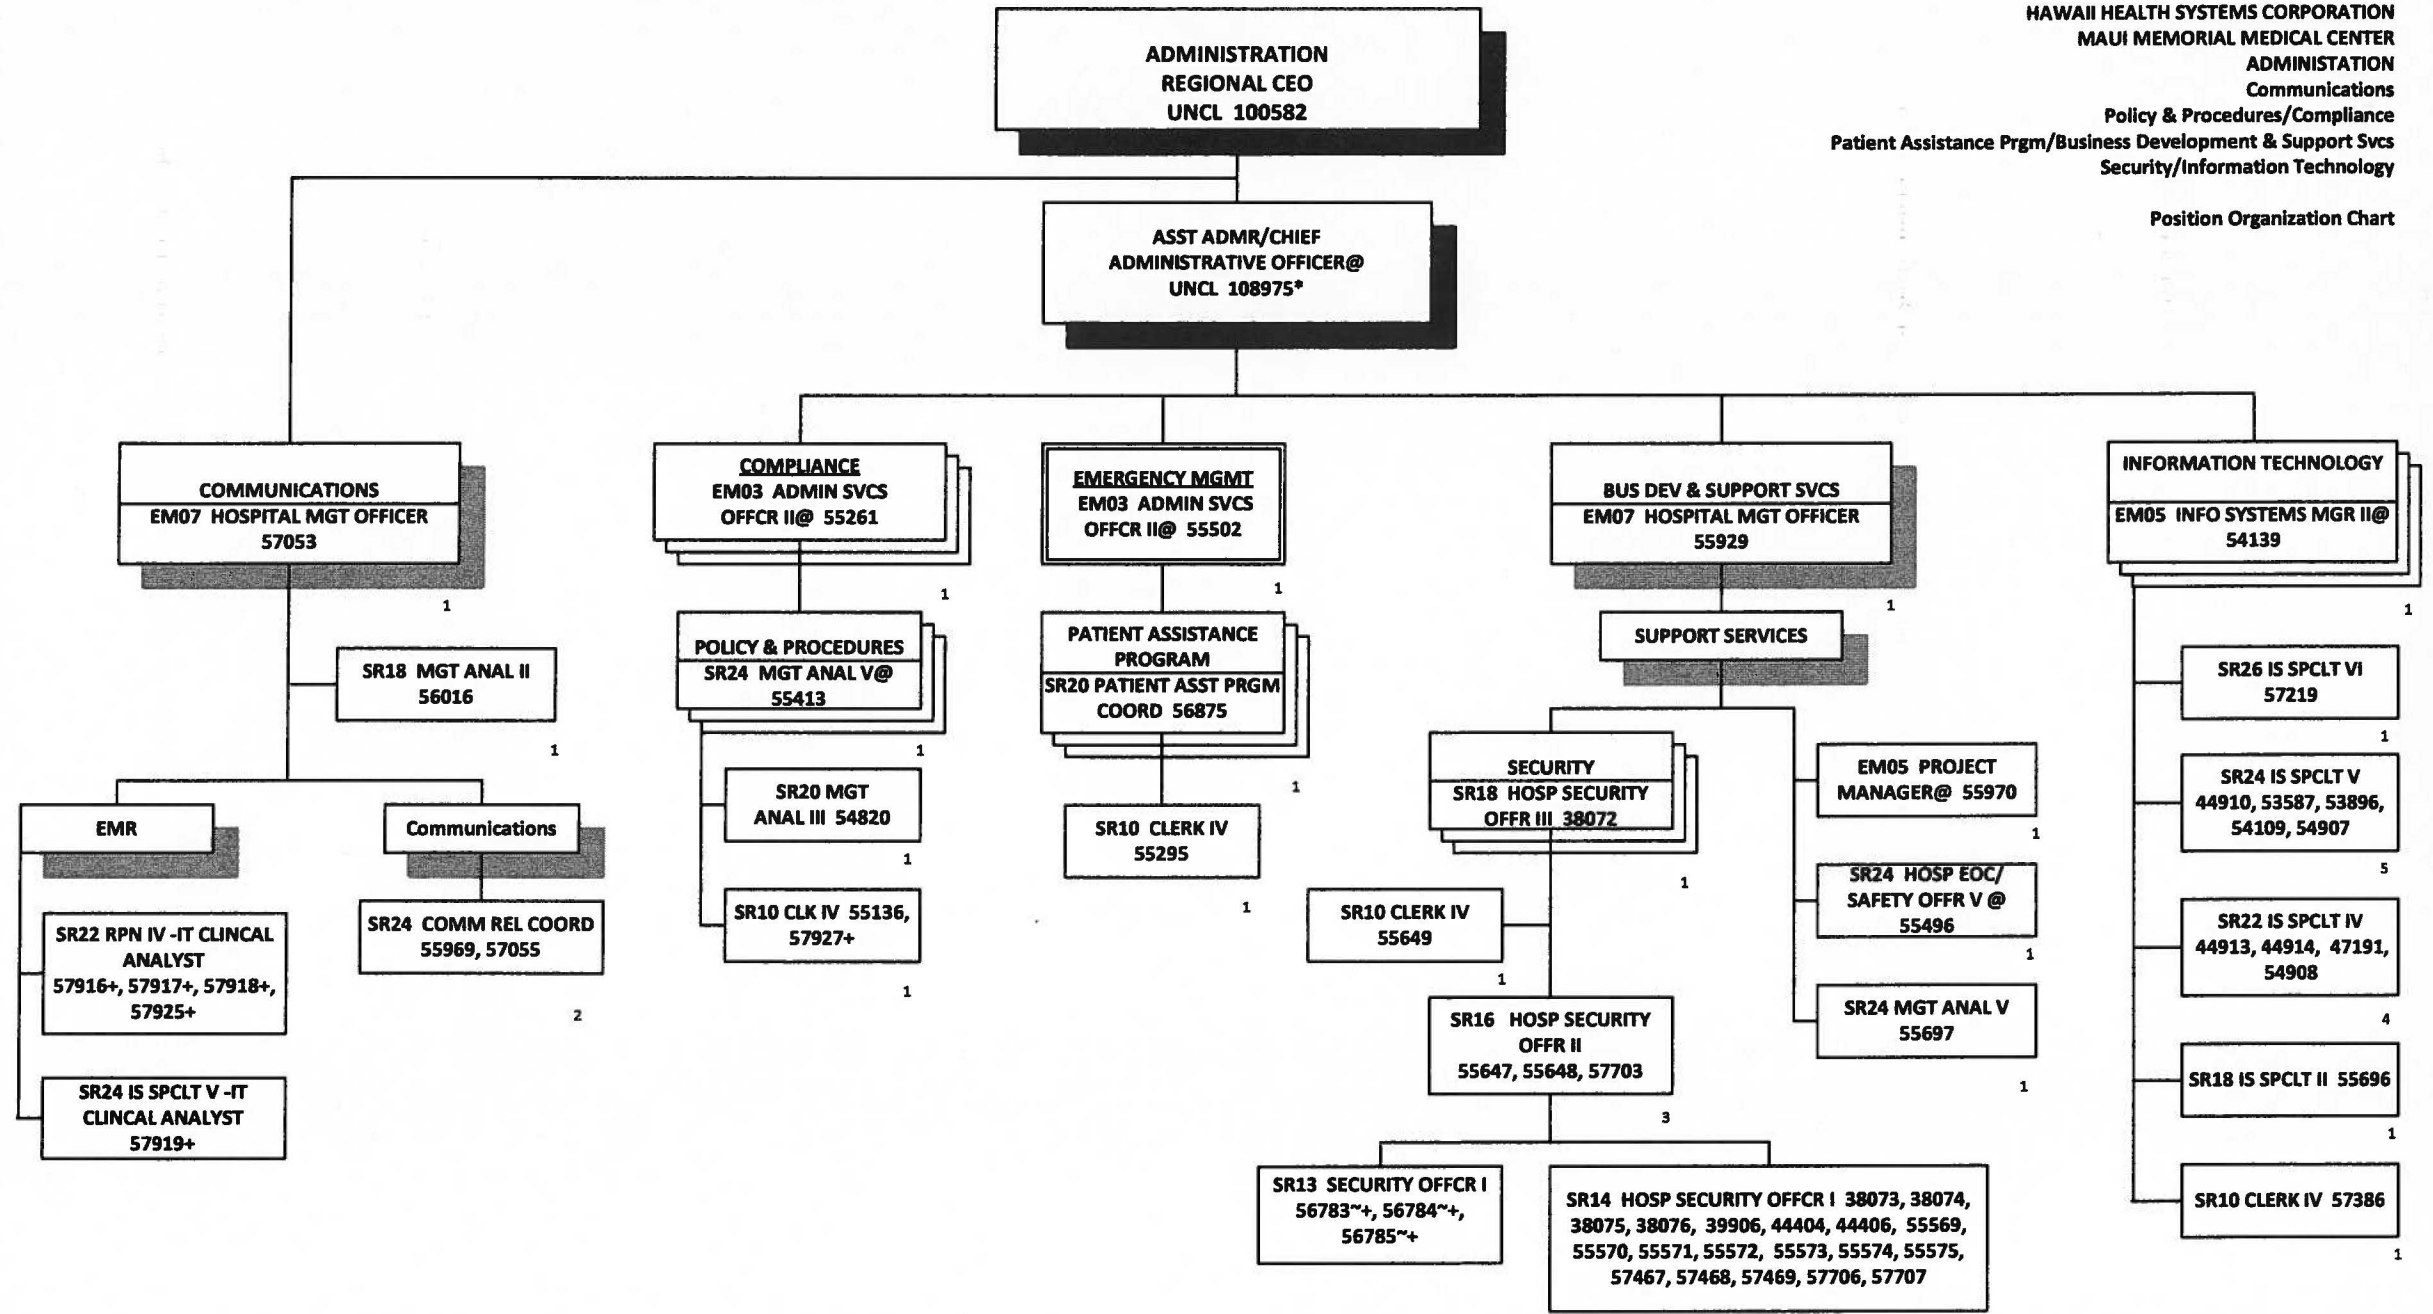 HAWAII HEALTH SYSTEMS CORPORATION
MAUI MEMORIAL MEDICAL CENTER
ADMINISTATION
Communications
Policy & Procedures/Compliance
Patient Assistance Prgm/Business Development & Support Svcs
Security/Information Technology
Position Organization Chart
ADMINISTRATION
REGIONAL CEO
UNCL 100582
ASST ADMR/CHIEF
ADMINISTRATIVE OFFICER@
UNCL 108975*
COMMUNICATIONS
EM07 HOSPITAL MGT OFFICER
57053
1
SR18 MGT ANAL II
56016
1
EMR
SR22 RPN IV -IT CLINCAL
ANALYST
57916+, 57917+, 57918+,
57925+
SR24 IS SPCLT V -IT
CLINCAL ANALYST
57919+
Communications
SR24 COMM REL COORD
55969, 57055
2
COMPLIANCE
EM03 ADMIN SVCS
OFFCR II@ 55261
1
POLICY & PROCEDURES
SR24 MGT ANAL V@
55413
1
SR20 MGT
ANAL III 54820
1
SR10 CLK IV 55136,
57927+
1
EMERGENCY MGMT
EM03 ADMIN SVCS
OFFCR II@ 55502
1
PATIENT ASSISTANCE
PROGRAM
SR20 PATIENT ASST PRGM
COORD 56875
1
SR10 CLERK IV
55295
1
BUS DEV & SUPPORT SVCS
EM07 HOSPITAL MGT OFFICER
55929
1
SUPPORT SERVICES
SECURITY
SR18 HOSP SECURITY
OFFR III 38072
1
SR10 CLERK IV
55649
1
SR16 HOSP SECURITY
OFFR II
55647, 55648, 57703
3
SR13 SECURITY OFFCR I
56783~+, 56784~+,
56785~+
SR14 HOSP SECURITY OFFCR I 38073, 38074,
38075, 38076, 39906, 44404, 44406, 55569,
55570, 55571, 55572, 55573, 55574, 55575,
57467, 57468, 57469, 57706, 57707
EM05 PROJECT
MANAGER@ 55970
1
SR24 HOSP EOC/
SAFETY OFFR V @
55496
1
SR24 MGT ANAL V
55697
1
INFORMATION TECHNOLOGY
EM05 INFO SYSTEMS MGR II@
54139
1
SR26 IS SPCLT VI
57219
1
SR24 IS SPCLT V
44910, 53587, 53896,
54109, 54907
5
SR22 IS SPCLT IV
44913, 44914, 47191,
54908
4
SR18 IS SPCLT II 55696
1
SR10 CLERK IV 57386
1